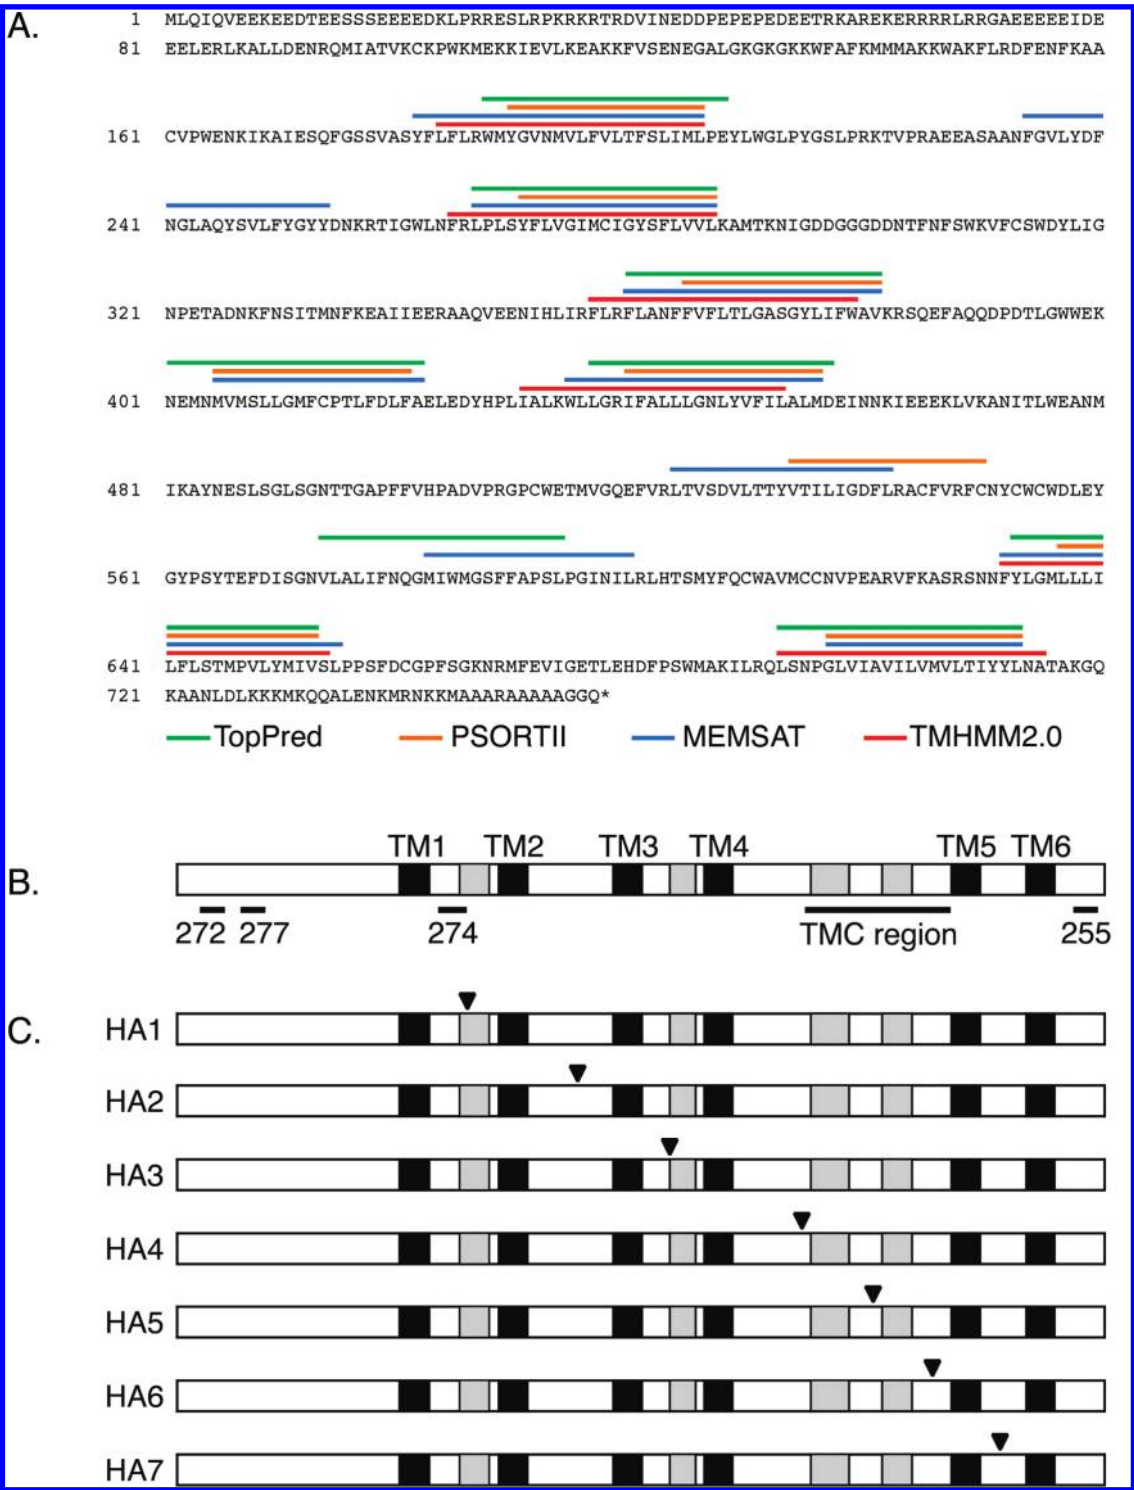 A.
1 MLQIQVEEKEEDTEESSSEEEEDKLPRRESLRPKRKRTRDVINEDDPEPEPEDEETRKAREKERRRRLRRGAEEEEEIDE
81 EELERLKALLDENRQMIATVKCKPWKMEKKIEVLKEAKKFVSENEGALGKGKGKKWFAFKMMMAKKWAKFLRDFENFKAA
161 CVPWENKIKAIESQFGSSVASYFLFLRWMYGVNMVLFVLTFSLIMLPEYLWGLPYGSLPRKTVPRAEEASAANFGVLYDF
241 NGLAQYSVLFYGYYDNKRTIGWLNFRLPLSYFLVGIMCIGYSFLVVLKAMTKNIGDDGGGDDNTFNFSWKVFCSWDYLIG
321 NPETADNKFNSITMNFKEAIIEERAAQVEENIHLIRFLRFLANFFVFLTLGASGYLIFWAVKRSQEFAQQDPDTLGWWEK
401 NEMNMVMSLLGMFCPTLFDLFAELEDYHPLIALKWLLGRIFALLLGNLYVFILALMDEINNKIEEEKLVKANITLWEANM
481 IKAYNESLSGLSGNTTGAPFFVHPADVPRGPCWETMVGQEFVRLTVSDVLTTYVTILIGDFLRACFVRFCNYCWCWDLEY
561 GYPSYTEFDISGNVLALIFNQGMIWMGSFFAPSLPGINILRLHTSMYFQCWAVMCCNVPEARVFKASRSNNFYLGMLLLI
641 LFLSTMPVLYMIVSLPPSFDCGPFSGKNRMFEVIGETLEHDFPSWMAKILRQLSNPGLVIAVILVMVLTIYYLNATAKGQ
721 KAANLDLKKKMKQQALENKMRNKKMAAARAAAAAGGQ*
TopPred PSORTII MEMSAT TMHMM2.0
TM1 TM2 TM3 TM4 TM5 TM6
B.
272 277 274 TMC region 255
C.
HA1
HA2
HA3
HA4
HA5
HA6
HA7